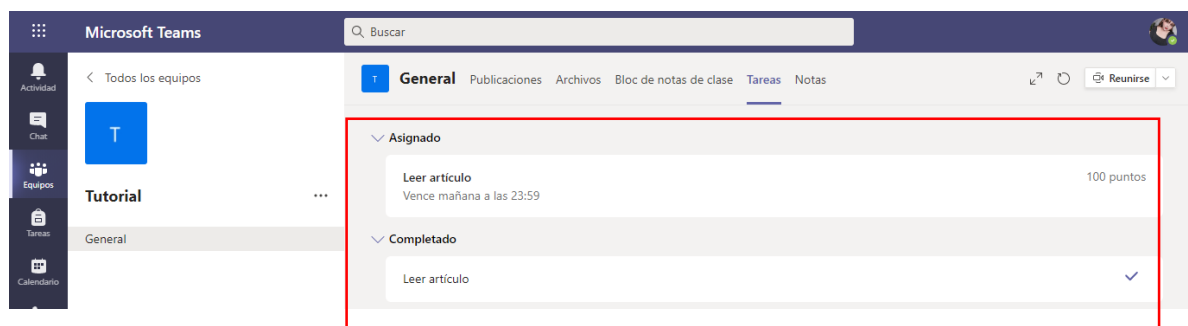 Microsoft Teams
Buscar
Actividad
Chat
Equipos
Tareas
Calendario
Todos los equipos
T
Tutorial
...
General
T General Publicaciones Archivos Bloc de notas de clase Tareas Notas
Reunirse
Asignado
Leer artículo 100 puntos
Vence mañana a las 23:59
Completado
Leer artículo